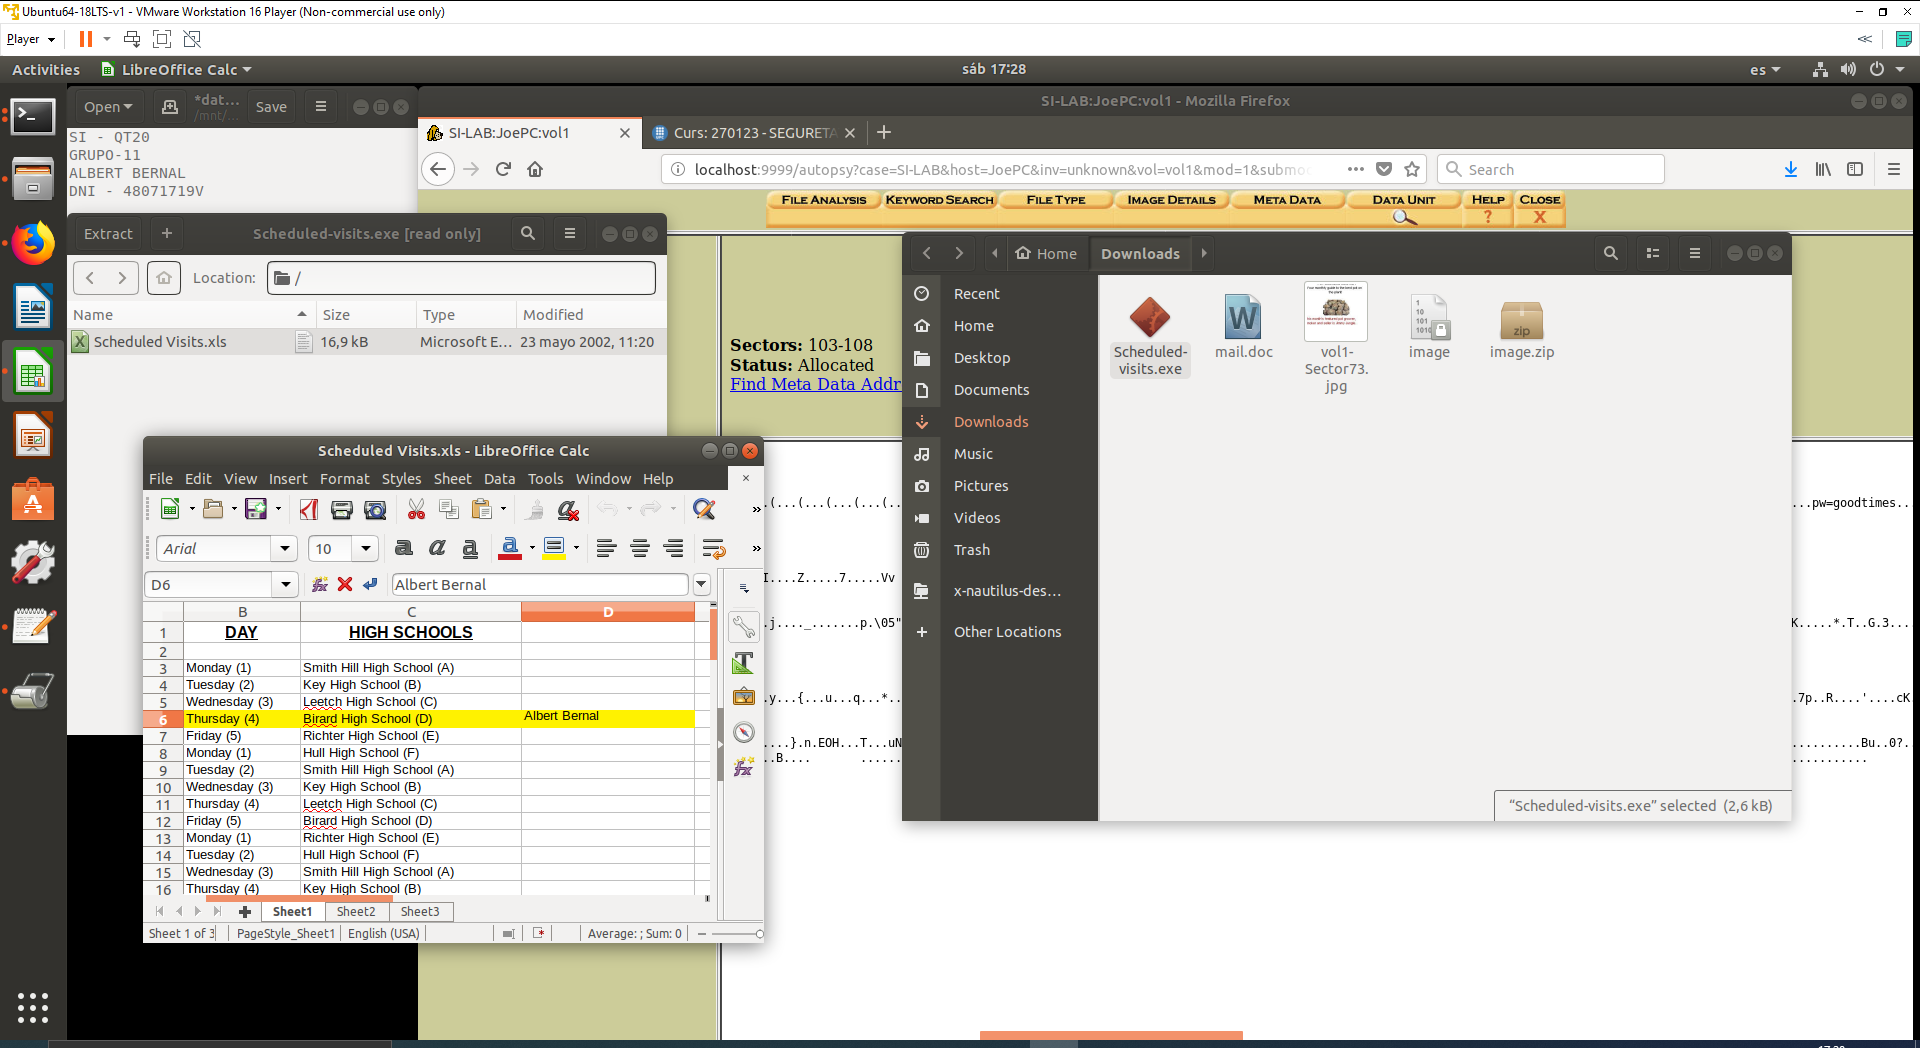 Ubuntu64-18LTS-v1 - VMware Workstation 16 Player (Non-commercial use only)
Player
Activities
LibreOffice Calc
sáb 17:28
es
Open
*dat...
/mnt/...
Save
SI - QT20
GRUPO-11
ALBERT BERNAL
DNI - 48071719V
SI-LAB:JoePC:vol1 - Mozilla Firefox
SI-LAB:JoePC:vol1
Curs: 270123 - SEGURETA
localhost:9999/autopsy?case=SI-LAB&host=JoePC&inv=unknown&vol=vol1&mod=1&submo
Search
FILE ANALYSIS
KEYWORD SEARCH
FILE TYPE
IMAGE DETAILS
META DATA
DATA UNIT
HELP
?
CLOSE
X
Extract
Scheduled-visits.exe [read only]
Location:
/
Name
Size
Type
Modified
Scheduled Visits.xls
16,9 kB
Microsoft E...
23 mayo 2002, 11:20
Sectors: 103-108
Status: Allocated
Find Meta Data Addr
Home
Downloads
Recent
Home
Desktop
Documents
Downloads
Music
Pictures
Videos
Trash
x-nautilus-des...
Other Locations
Scheduled-
visits.exe
mail.doc
vol1-
Sector73.
jpg
image
image.zip
zip
"Scheduled-visits.exe" selected (2,6 kB)
Scheduled Visits.xls - LibreOffice Calc
File Edit View Insert Format Styles Sheet Data Tools Window Help
Arial
10
D6
Albert Bernal
B C D
1 DAY HIGH SCHOOLS
2
3 Monday (1) Smith Hill High School (A)
4 Tuesday (2) Key High School (B)
5 Wednesday (3) Leetch High School (C)
6 Thursday (4) Birard High School (D) Albert Bernal
7 Friday (5) Richter High School (E)
8 Monday (1) Hull High School (F)
9 Tuesday (2) Smith Hill High School (A)
10 Wednesday (3) Key High School (B)
11 Thursday (4) Leetch High School (C)
12 Friday (5) Birard High School (D)
13 Monday (1) Richter High School (E)
14 Tuesday (2) Hull High School (F)
15 Wednesday (3) Smith Hill High School (A)
16 Thursday (4) Key High School (B)
Sheet1 Sheet2 Sheet3
Sheet 1 of 3
PageStyle_Sheet1
English (USA)
Average: ; Sum: 0
.(...(...(...(...(..
...pw=goodtimes...
I....Z.....7.....Vv
.j...._.......p.\05"
K.....*.T..G.3....
.y...{...u...q...*..
.7p..R....'....cK
....}.n.EOH...T...uN
..........Bu..0?..
..B....